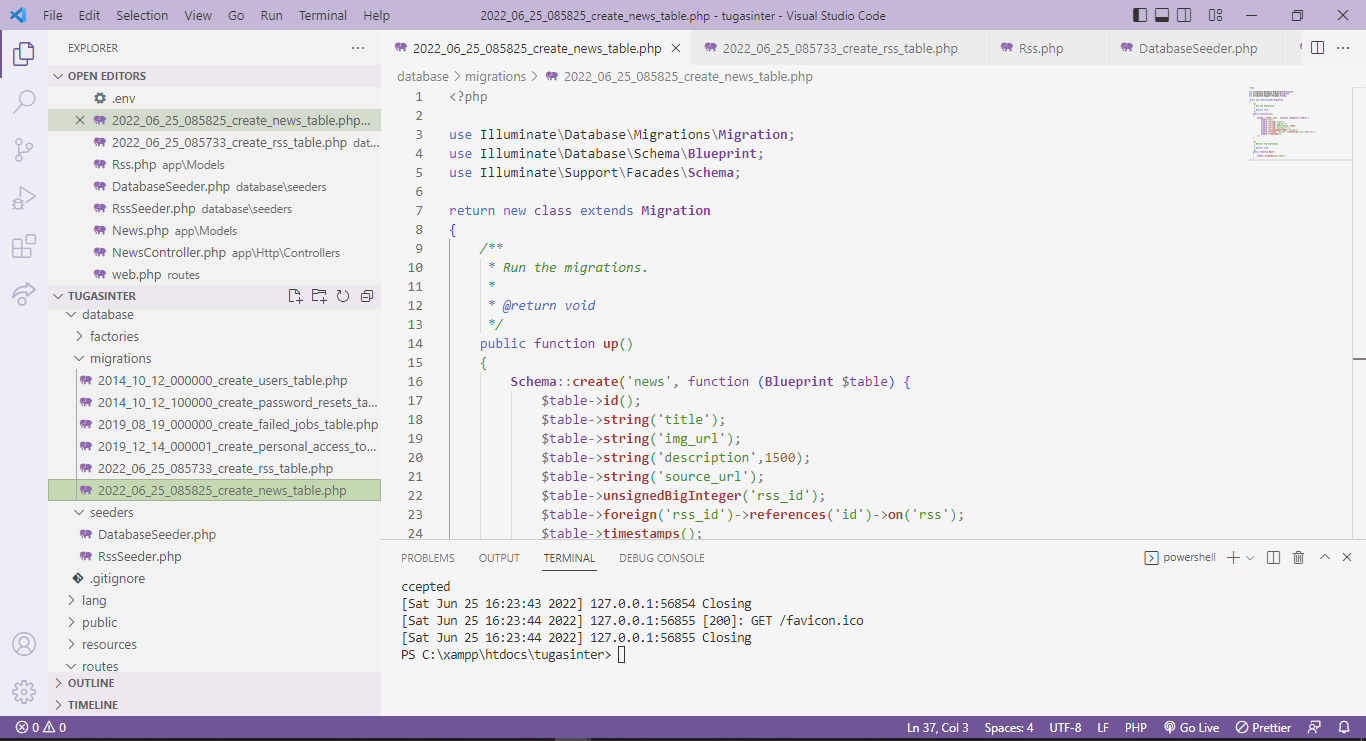 File Edit Selection View Go Run Terminal Help 2022_06_25_085825_create_news_table.php - tugasinter - Visual Studio Code
EXPLORER
OPEN EDITORS
.env
2022_06_25_085825_create_news_table.php...
2022_06_25_085733_create_rss_table.php dat...
Rss.php app\Models
DatabaseSeeder.php database\seeders
RssSeeder.php database\seeders
News.php app\Models
NewsController.php app\Http\Controllers
web.php routes
TUGASINTER
database
factories
migrations
2014_10_12_000000_create_users_table.php
2014_10_12_100000_create_password_resets_ta...
2019_08_19_000000_create_failed_jobs_table.php
2019_12_14_000001_create_personal_access_to...
2022_06_25_085733_create_rss_table.php
2022_06_25_085825_create_news_table.php
seeders
DatabaseSeeder.php
RssSeeder.php
.gitignore
lang
public
resources
routes
OUTLINE
TIMELINE
2022_06_25_085825_create_news_table.php 2022_06_25_085733_create_rss_table.php Rss.php DatabaseSeeder.php
database > migrations > 2022_06_25_085825_create_news_table.php
1 <?php
2
3 use Illuminate\Database\Migrations\Migration;
4 use Illuminate\Database\Schema\Blueprint;
5 use Illuminate\Support\Facades\Schema;
6
7 return new class extends Migration
8 {
9 /**
10 * Run the migrations.
11 *
12 * @return void
13 */
14 public function up()
15 {
16 Schema::create('news', function (Blueprint $table) {
17 $table->id();
18 $table->string('title');
19 $table->string('img_url');
20 $table->string('description',1500);
21 $table->string('source_url');
22 $table->unsignedBigInteger('rss_id');
23 $table->foreign('rss_id')->references('id')->on('rss');
24 $table->timestamps();
PROBLEMS OUTPUT TERMINAL DEBUG CONSOLE powershell
ccepted
[Sat Jun 25 16:23:43 2022] 127.0.0.1:56854 Closing
[Sat Jun 25 16:23:44 2022] 127.0.0.1:56855 [200]: GET /favicon.ico
[Sat Jun 25 16:23:44 2022] 127.0.0.1:56855 Closing
PS C:\xampp\htdocs\tugasinter>
0 0 Ln 37, Col 3 Spaces: 4 UTF-8 LF PHP Go Live Prettier